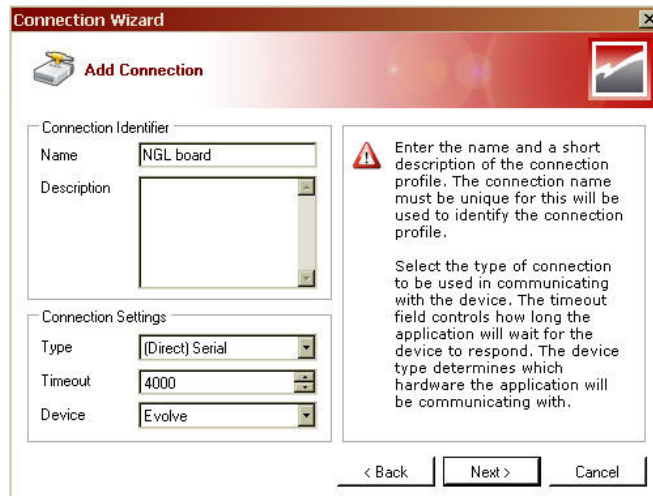 Connection Wizard
Add Connection
Connection Identifier
Name NGL board
Description
Connection Settings
Type (Direct) Serial
Timeout 4000
Device Evolve
Enter the name and a short
description of the connection
profile. The connection name
must be unique for this will be
used to identify the connection
profile.
Select the type of connection
to be used in communicating
with the device. The timeout
field controls how long the
application will wait for the
device to respond. The device
type determines which
hardware the application will
be communicating with.
< Back Next > Cancel